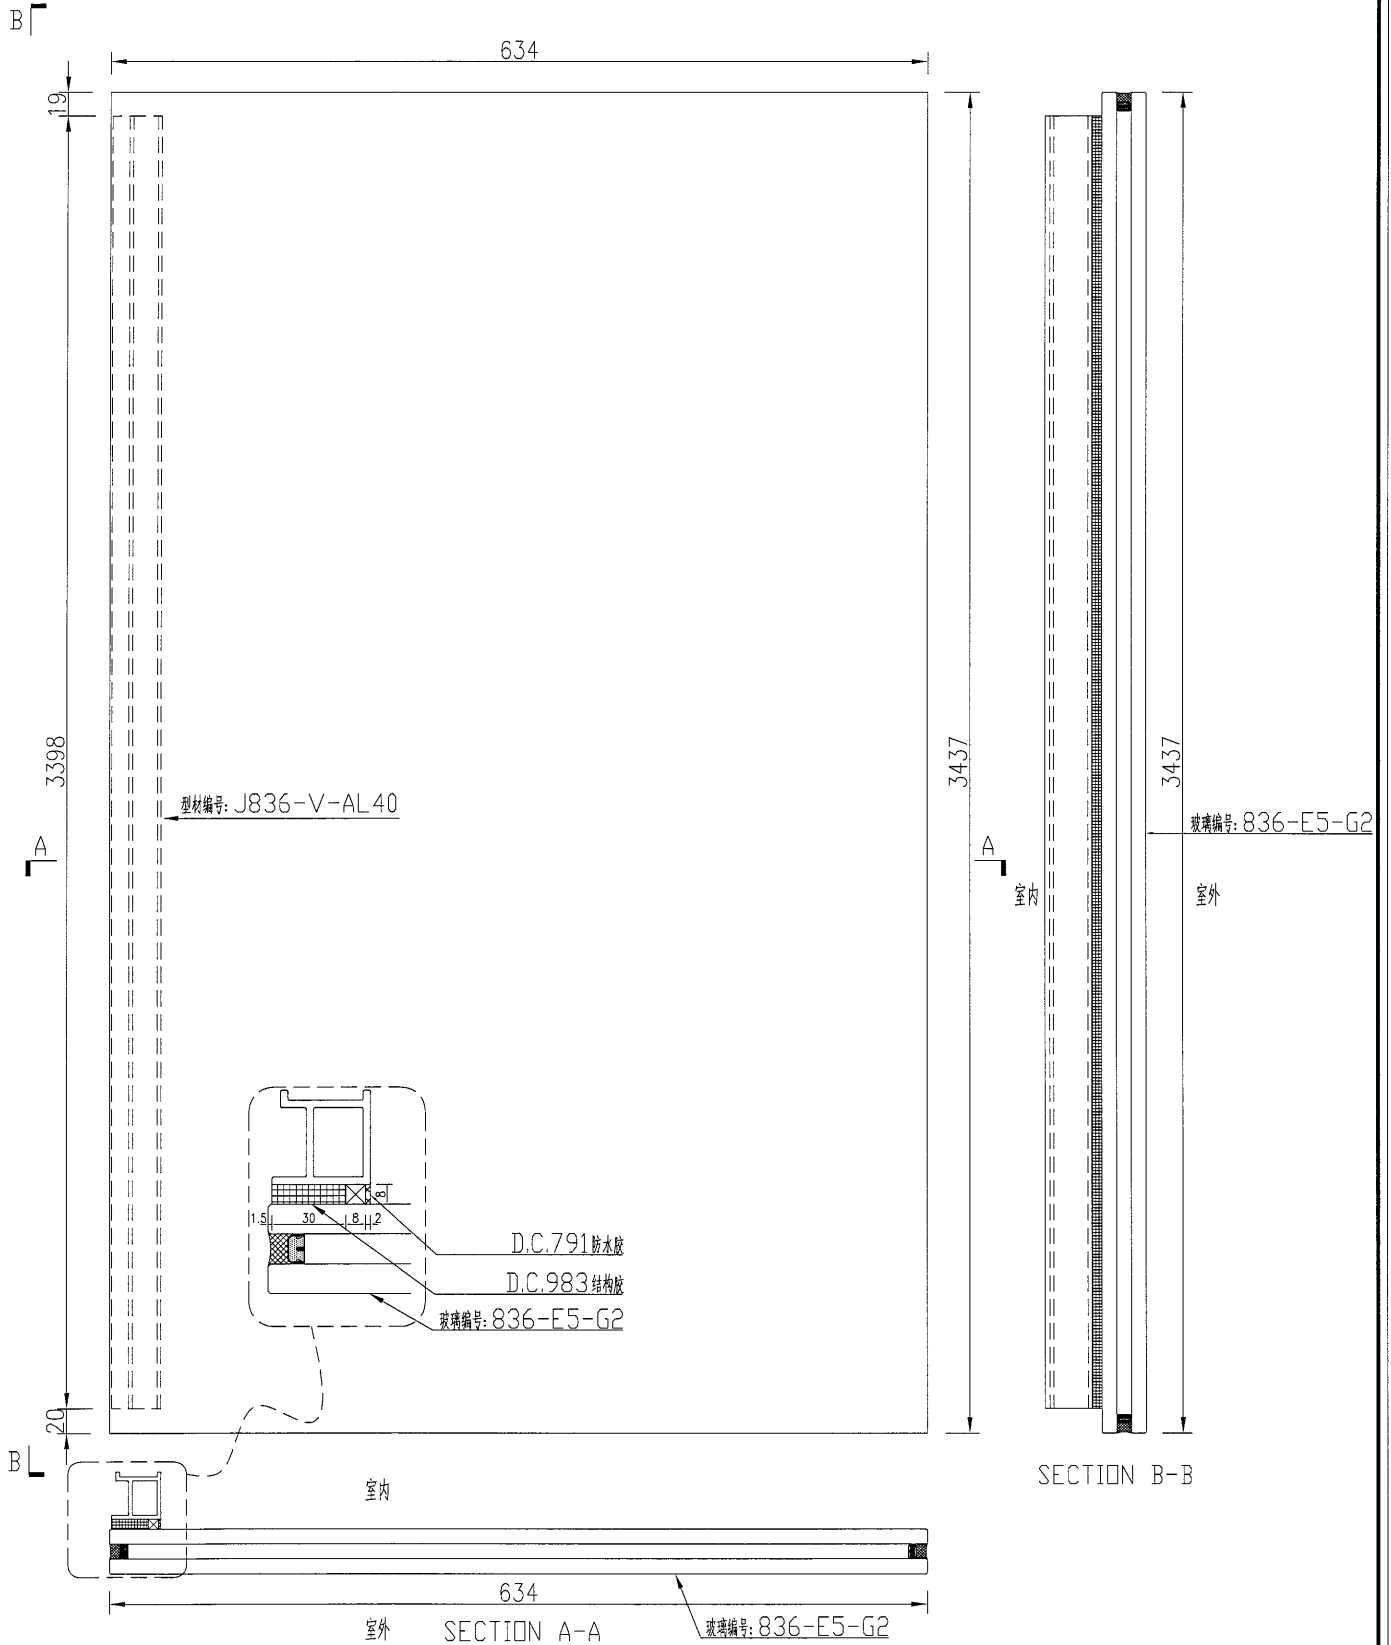 B
634
19
3398
3437
3437
型材编号: J836-V-AL40
玻璃编号: 836-E5-G2
A
A
室内
室外
8
1.5
30
8
2
D.C.791防水胶
D.C.983结构胶
玻璃编号: 836-E5-G2
20
B
SECTION B-B
室内
634
室外
SECTION A-A
玻璃编号: 836-E5-G2